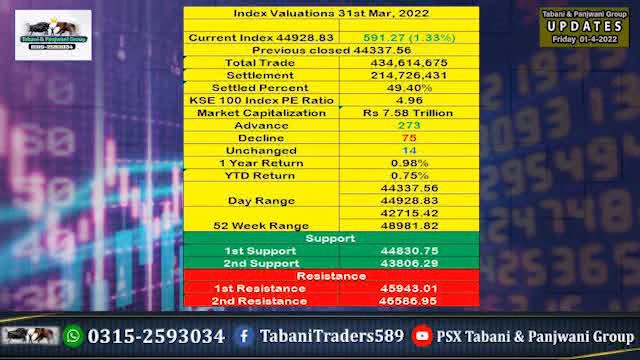 Index Valuations 31st Mar, 2022
Current Index 44928.83 591.27 (1.33%)
Previous closed 44337.56
Total Trade 434,614,675
Settlement 214,726,431
Settled Percent 49.40%
KSE 100 Index PE Ratio 4.96
Market Capitalization Rs 7.58 Trillion
Advance 273
Decline 75
Unchanged 14
1 Year Return 0.98%
YTD Return 0.75%
Day Range 44337.56
44928.83
52 Week Range 42715.42
48981.82
Support
1st Support 44830.75
2nd Support 43806.29
Resistance
1st Resistance 45943.01
2nd Resistance 46586.95
Tabani & Panjwani Group
0315-2593034
Tabani & Panjwani Group
UPDATES
Friday 01-4-2022
0315-2593034 TabaniTraders589 PSX Tabani & Panjwani Group